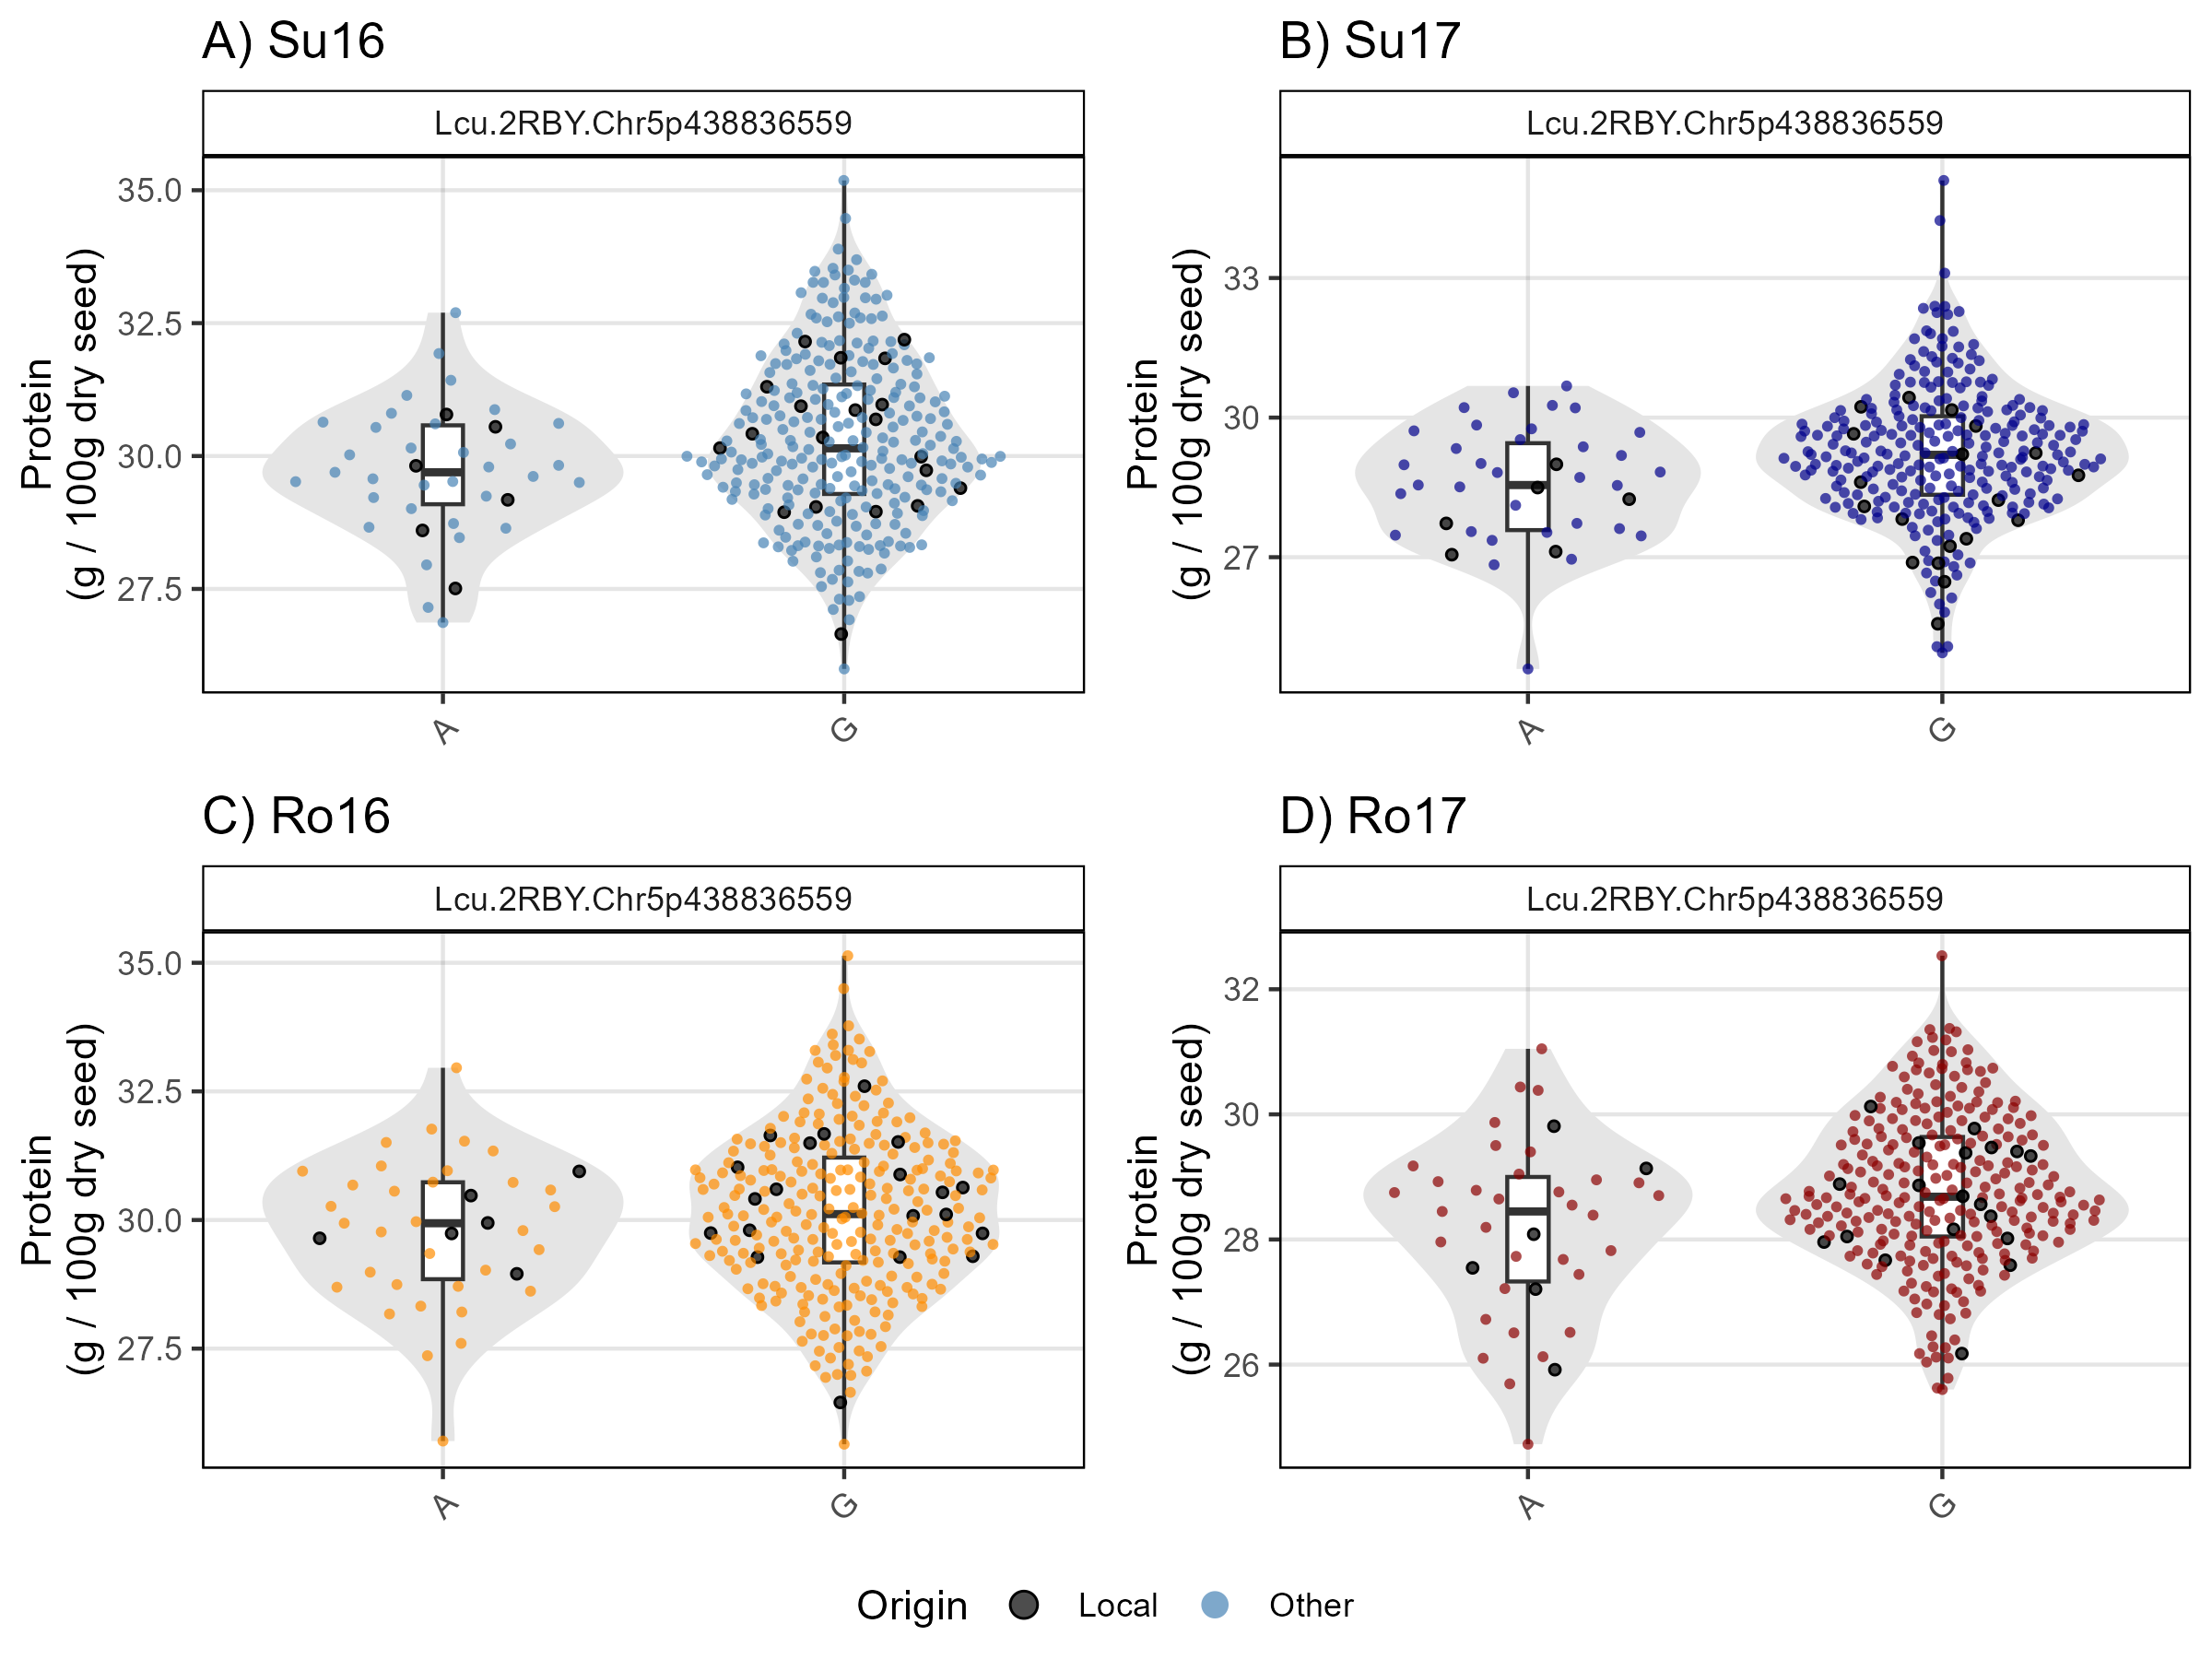 A) Su16
Lcu.2RBY.Chr5p438836559
Protein
(g / 100g dry seed)
35.0
32.5
30.0
27.5
A
G
B) Su17
Lcu.2RBY.Chr5p438836559
Protein
(g / 100g dry seed)
33
30
27
A
G
C) Ro16
Lcu.2RBY.Chr5p438836559
Protein
(g / 100g dry seed)
35.0
32.5
30.0
27.5
A
G
D) Ro17
Lcu.2RBY.Chr5p438836559
Protein
(g / 100g dry seed)
32
30
28
26
A
G
Origin Local Other